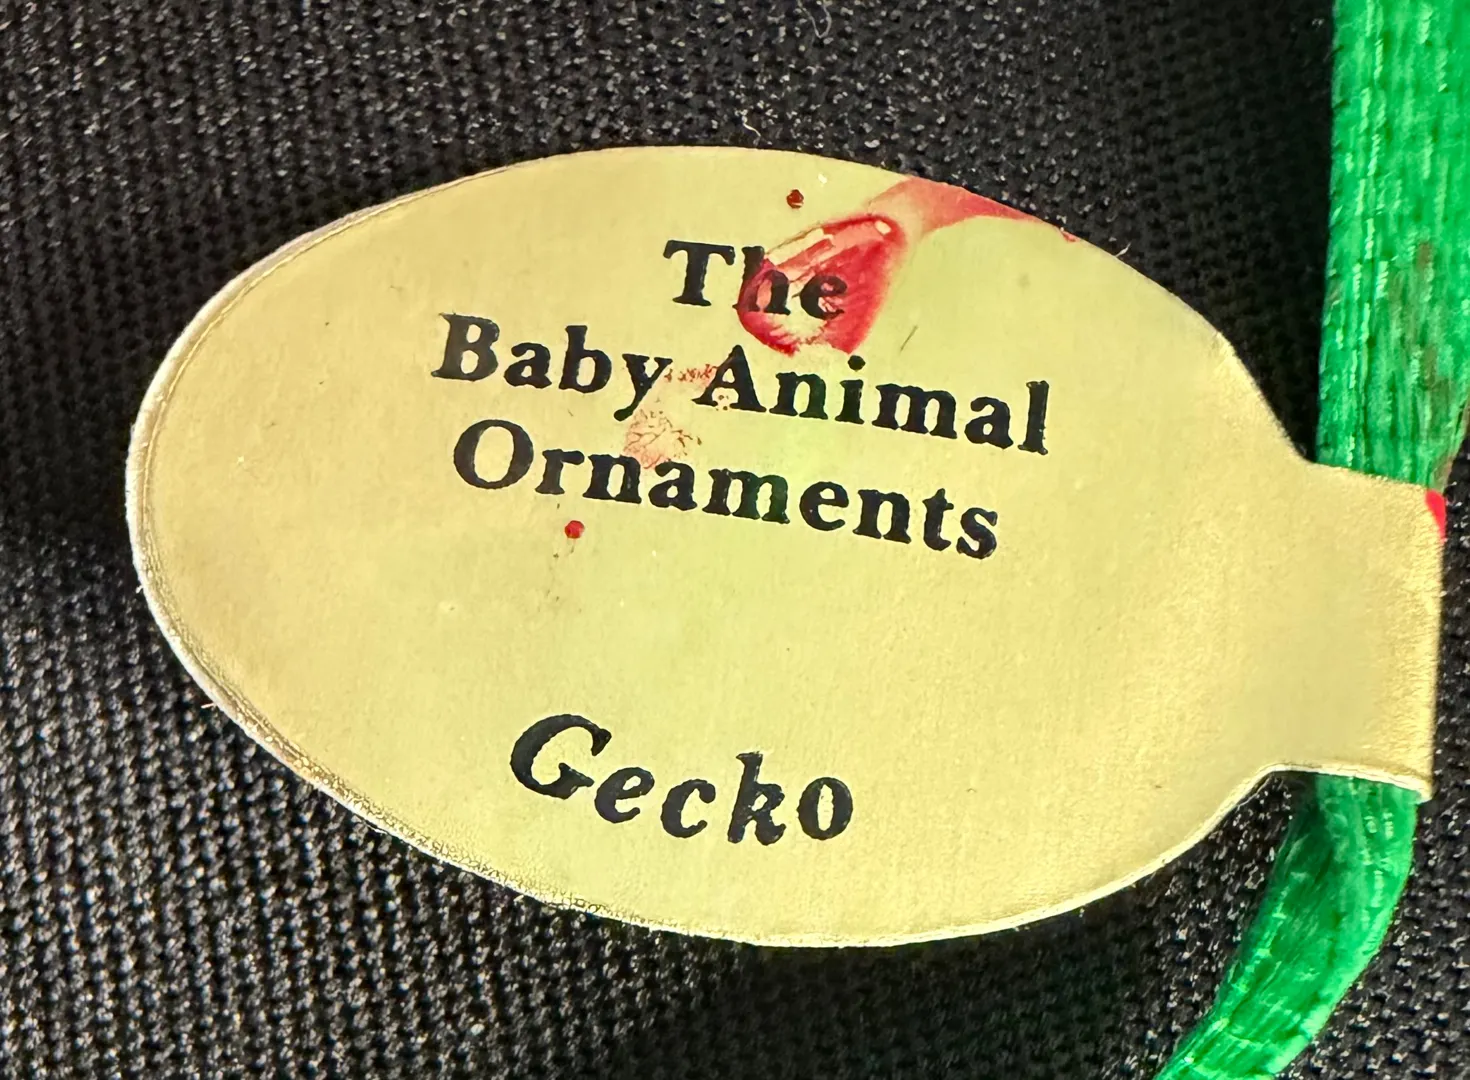 The
Baby Animal
Ornaments
Gecko